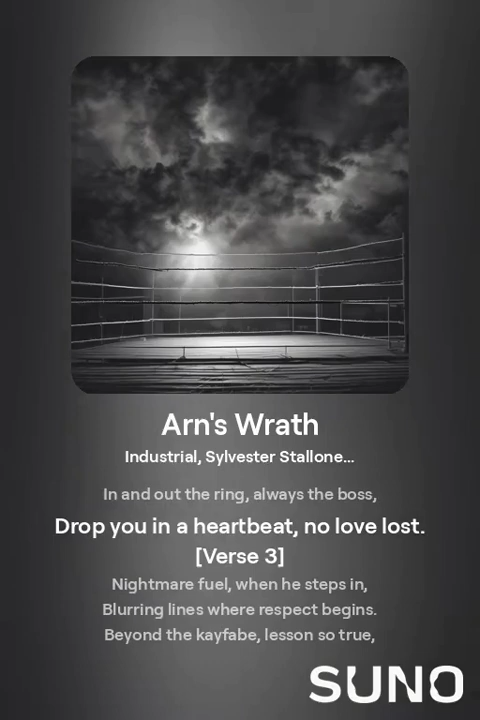 Arn's Wrath
Industrial, Sylvester Stallone...
In and out the ring, always the boss,
Drop you in a heartbeat, no love lost.
[Verse 3]
Nightmare fuel, when he steps in,
Blurring lines where respect begins.
Beyond the kayfabe, lesson so true,
SUNO